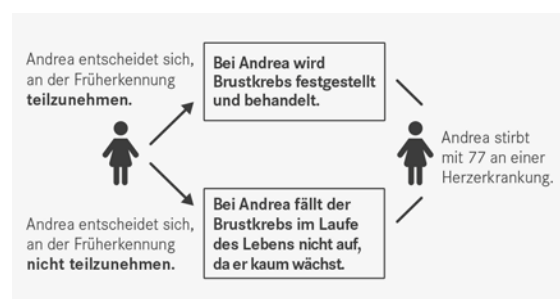 Andrea entscheidet sich,
an der Früherkennung
teilzunehmen.
Bei Andrea wird
Brustkrebs festgestellt
und behandelt.
Andrea stirbt
mit 77 an einer
Herzerkrankung.
Andrea entscheidet sich,
an der Früherkennung
nicht teilzunehmen.
Bei Andrea fällt der
Brustkrebs im Laufe
des Lebens nicht auf,
da er kaum wächst.